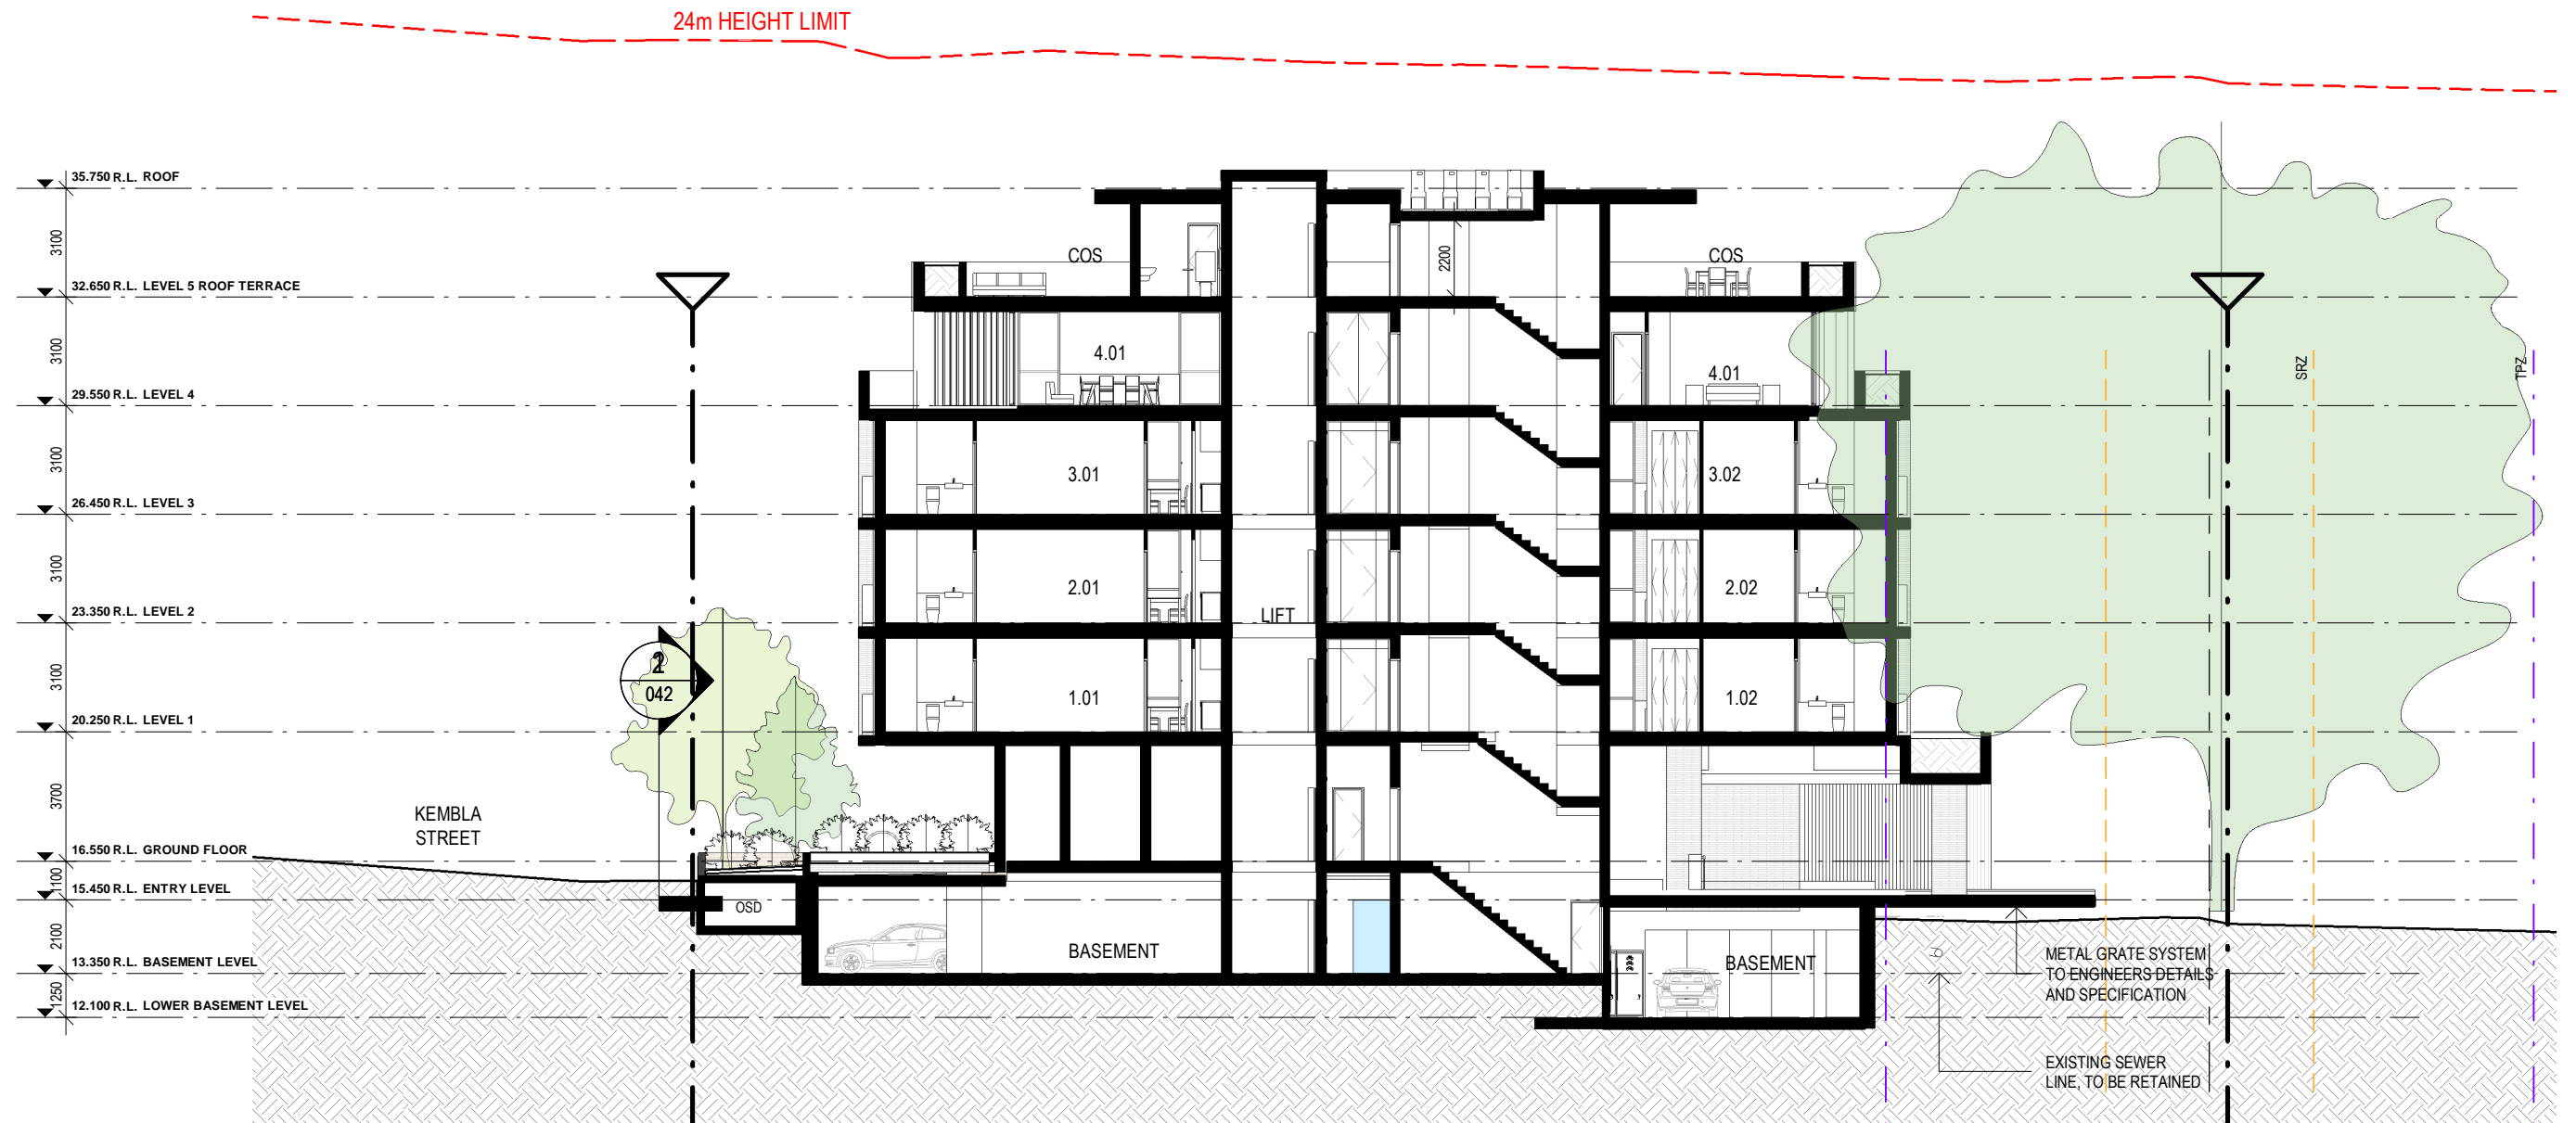 24m HEIGHT LIMIT
35.750 R.L. ROOF
3100
COS
COS
2200
32.650 R.L. LEVEL 5 ROOF TERRACE
3100
4.01
4.01
SRZ
TPZ
29.550 R.L. LEVEL 4
3100
3.01
3.02
26.450 R.L. LEVEL 3
3100
2.01
2.02
23.350 R.L. LEVEL 2
LIFT
3100
042
1.01
1.02
20.250 R.L. LEVEL 1
3700
KEMBLA
STREET
16.550 R.L. GROUND FLOOR
1100
15.450 R.L. ENTRY LEVEL
OSD
2100
BASEMENT
BASEMENT
METAL GRATE SYSTEM
TO ENGINEERS DETAILS
AND SPECIFICATION
13.350 R.L. BASEMENT LEVEL
1250
12.100 R.L. LOWER BASEMENT LEVEL
EXISTING SEWER
LINE, TO BE RETAINED